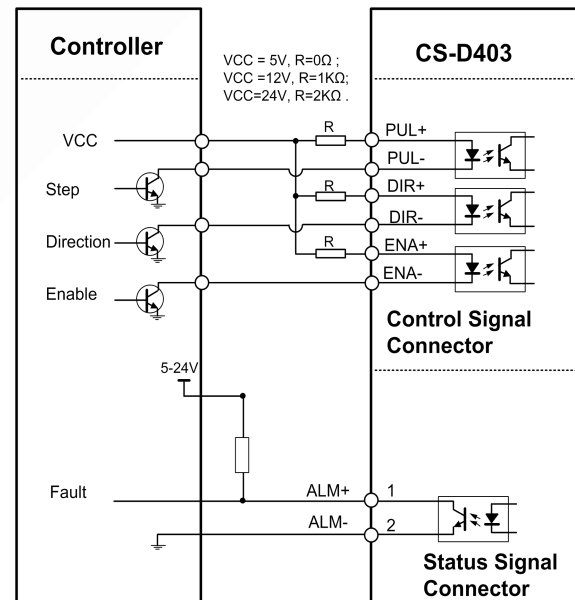 Controller
VCC = 5V, R=0Ω ;
VCC =12V, R=1KΩ;
VCC=24V, R=2KΩ .
CS-D403
VCC
R
PUL+
PUL-
Step
R
DIR+
DIR-
Direction
R
ENA+
ENA-
Enable
Control Signal
Connector
5-24V
Fault
ALM+
1
ALM-
2
Status Signal
Connector